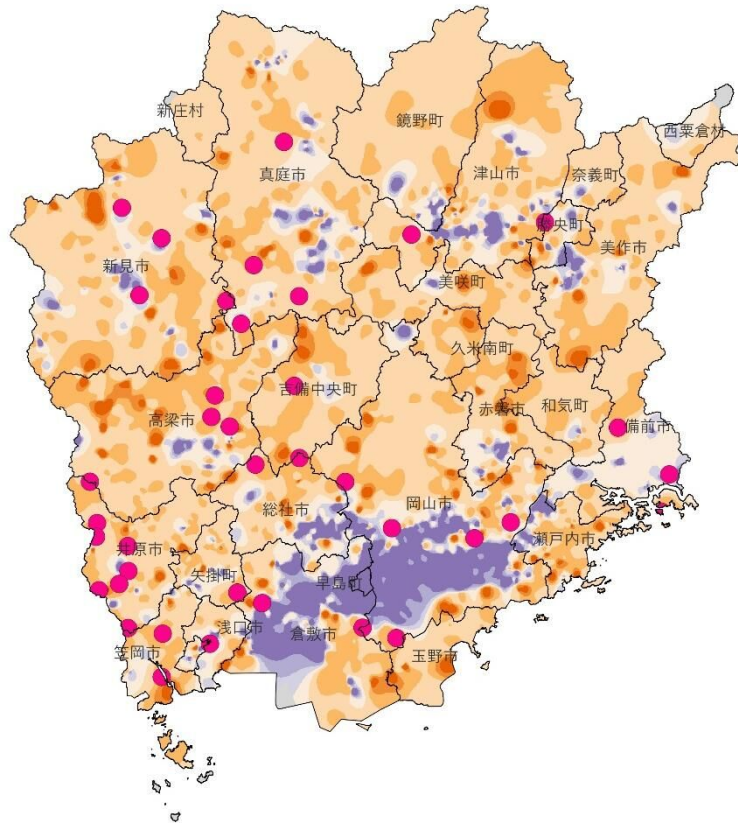 新庄村
鏡野町
西粟倉村
真庭市
津山市
奈義町
勝央町
美作市
新見市
美咲町
久米南町
吉備中央町
高梁市
赤磐市
和気町
備前市
総社市
岡山市
瀬戸内市
井原市
矢掛町
早島町
浅口市
倉敷市
笠岡市
玉野市